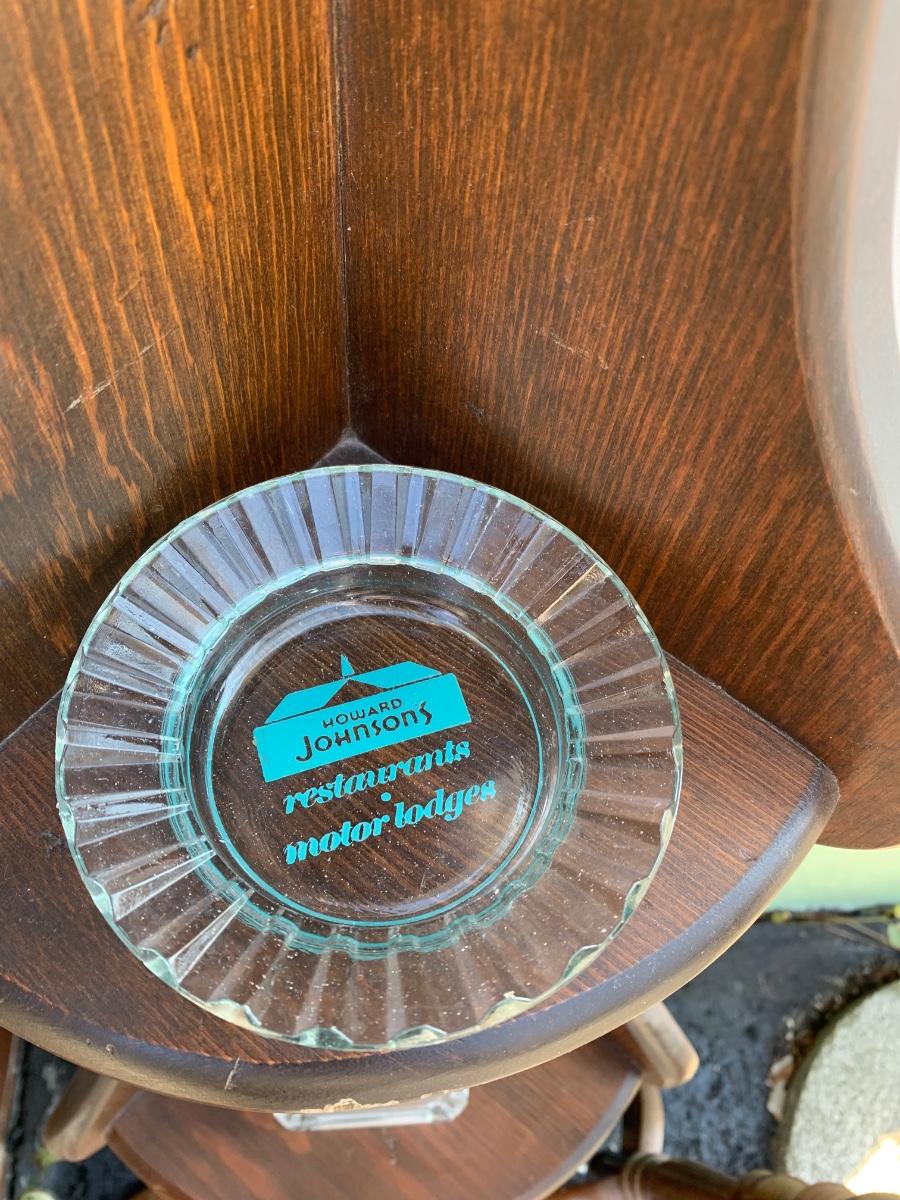 HOWARD
JOHNSON'S
restaurants
•
motor lodges